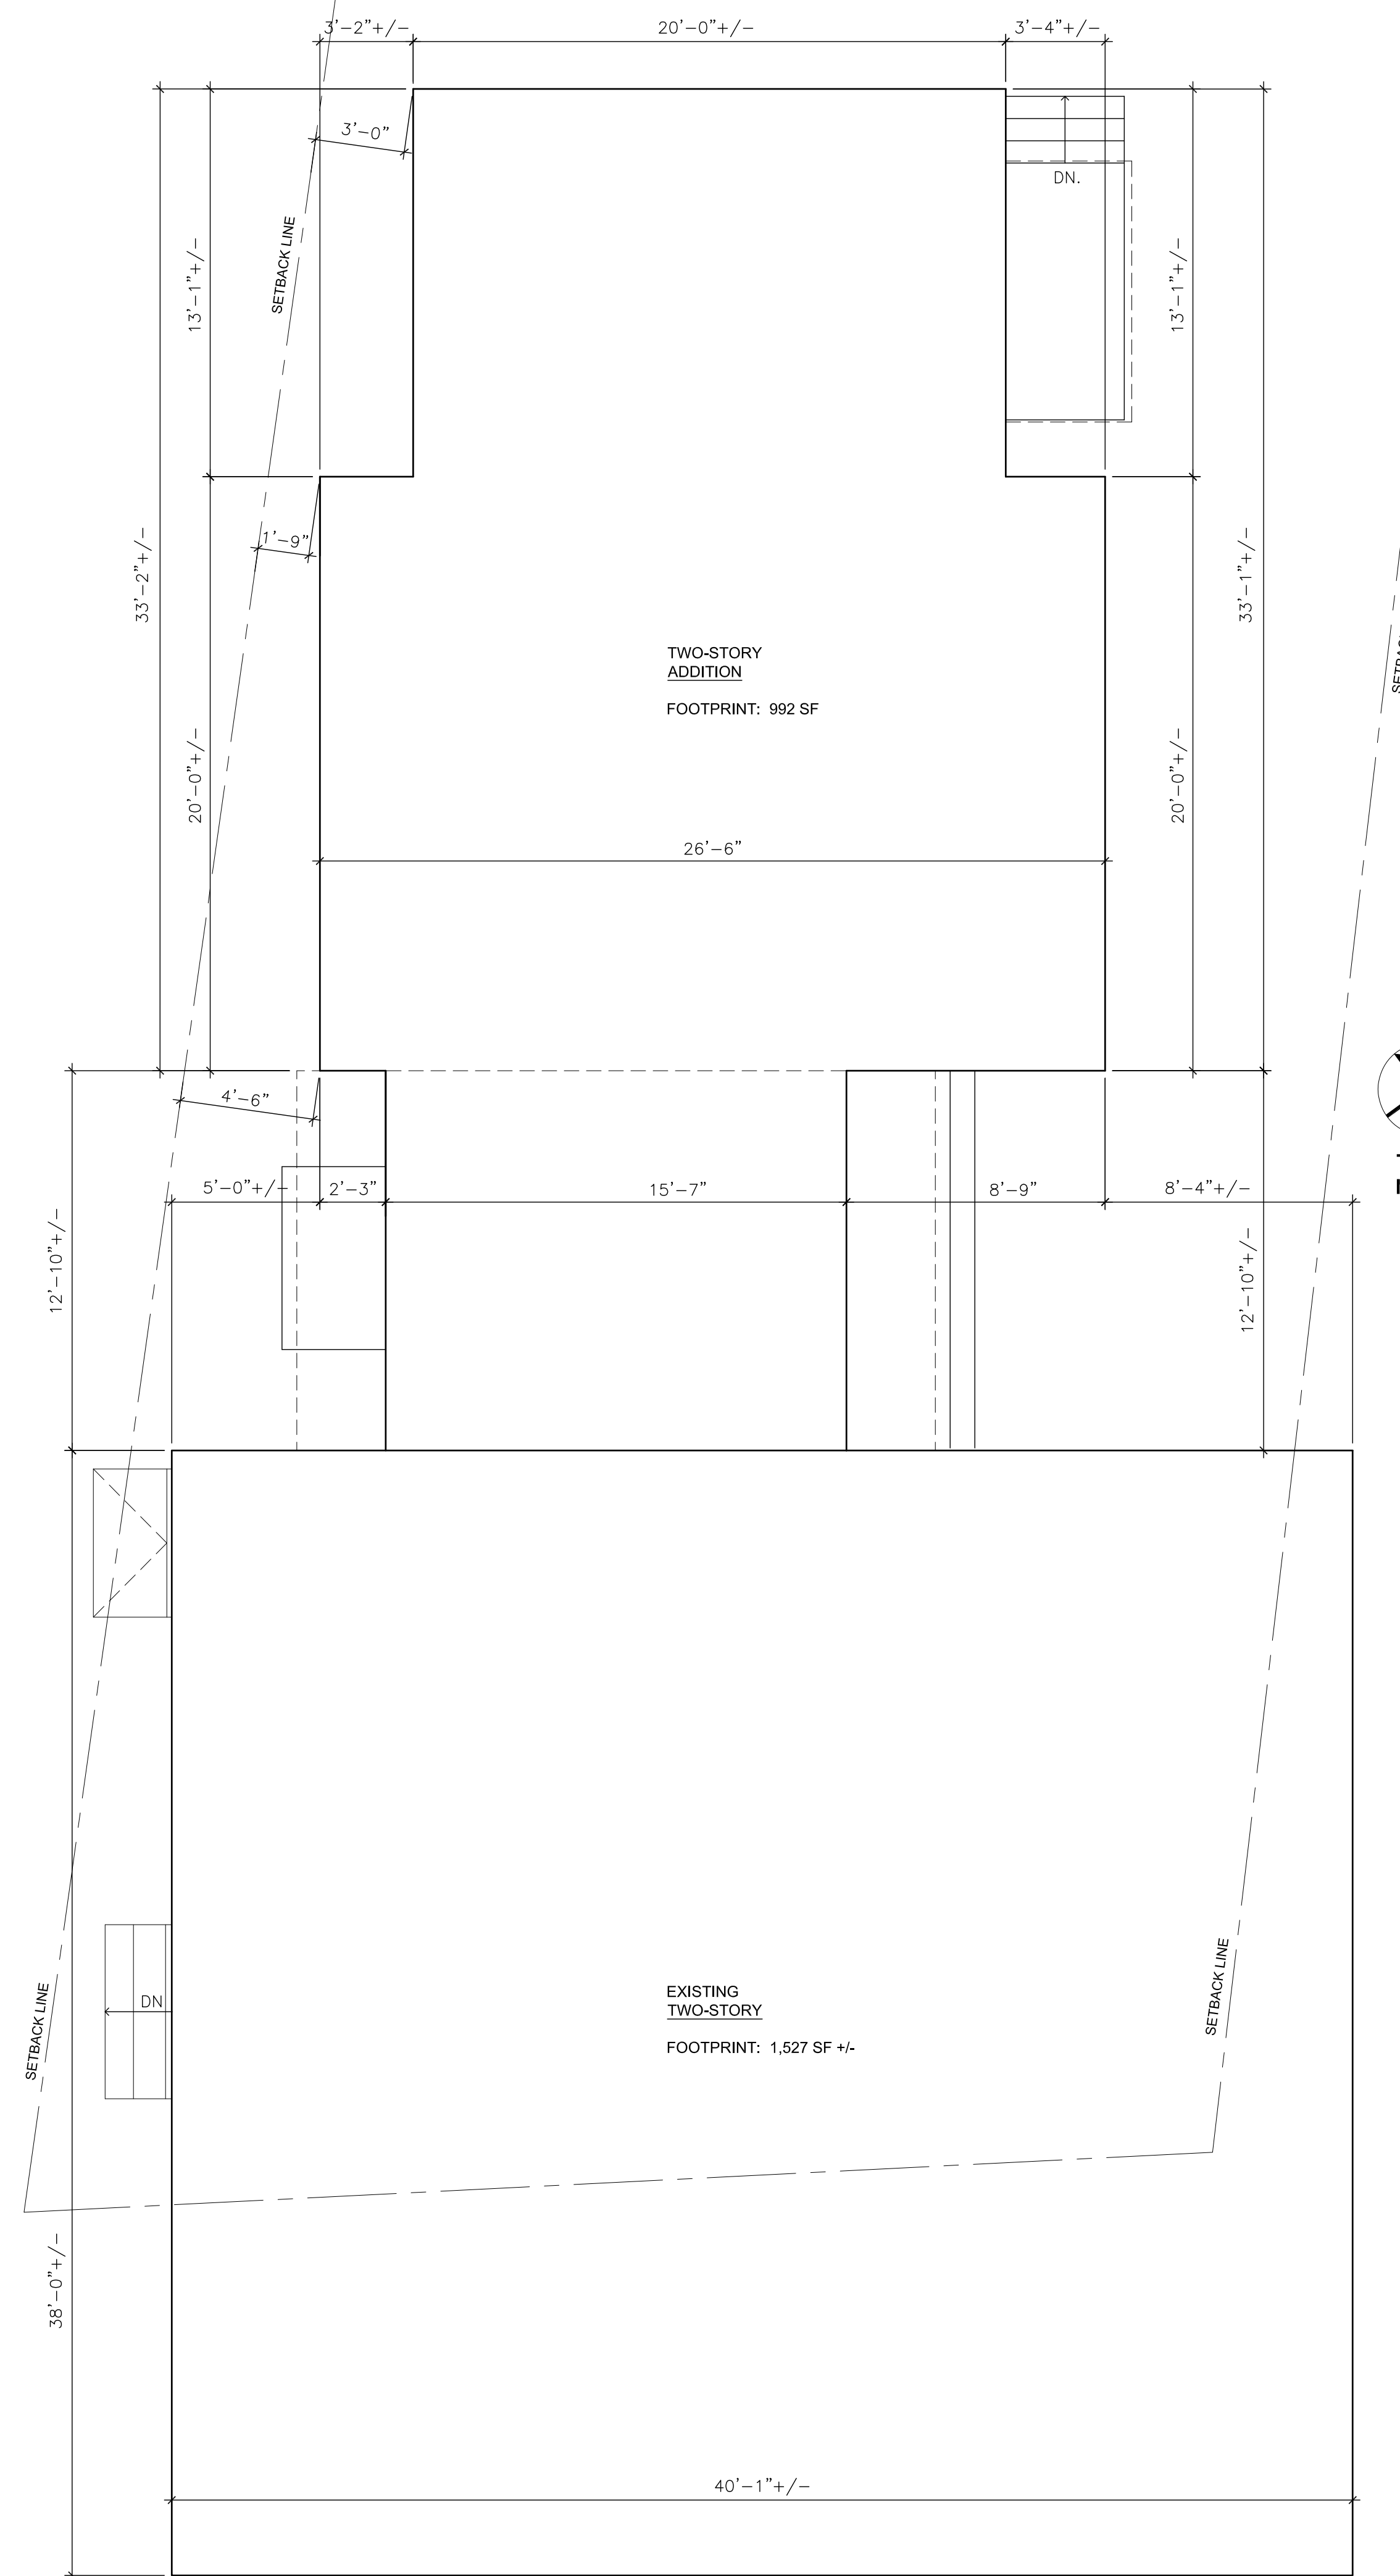 3'-2"+/-
20'-0"+/-
3'-4"+/-
3'-0"
DN.
SETBACK LINE
13'-1"+/-
13'-1"+/-
1'-9"
33'-2"+/-
33'-1"+/-
TWO-STORY
ADDITION
FOOTPRINT: 992 SF
20'-0"+/-
20'-0"+/-
26'-6"
4'-6"
5'-0"+/-
2'-3"
15'-7"
8'-9"
8'-4"+/-
12'-10"+/-
12'-10"+/-
DN
SETBACK LINE
SETBACK LINE
EXISTING
TWO-STORY
FOOTPRINT: 1,527 SF +/-
38'-0"+/-
40'-1"+/-